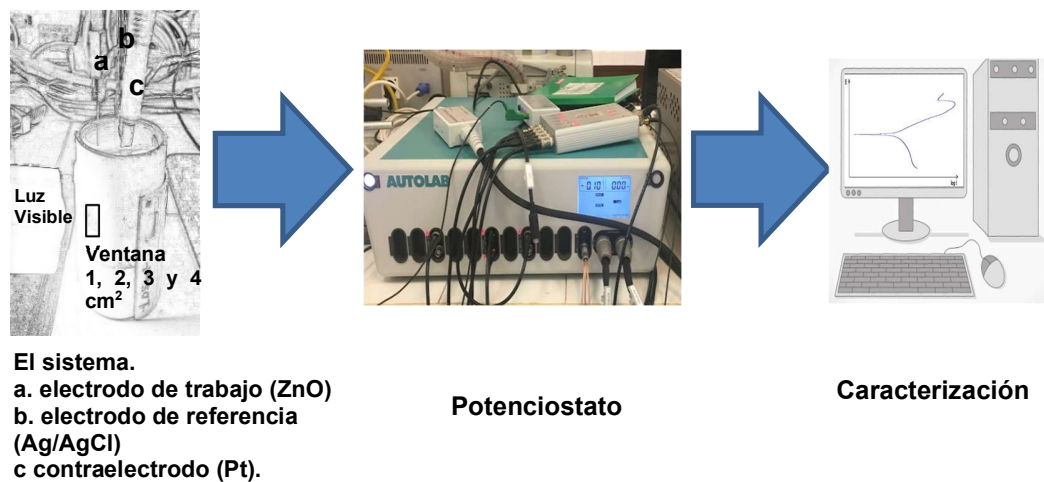 b
a
c
Luz
Visible
Ventana
1, 2, 3 y 4
cm²
AUTOLAB
E+
log i
El sistema.
a. electrodo de trabajo (ZnO)
b. electrodo de referencia
(Ag/AgCl)
c contraelectrodo (Pt).
Potenciostato
Caracterización